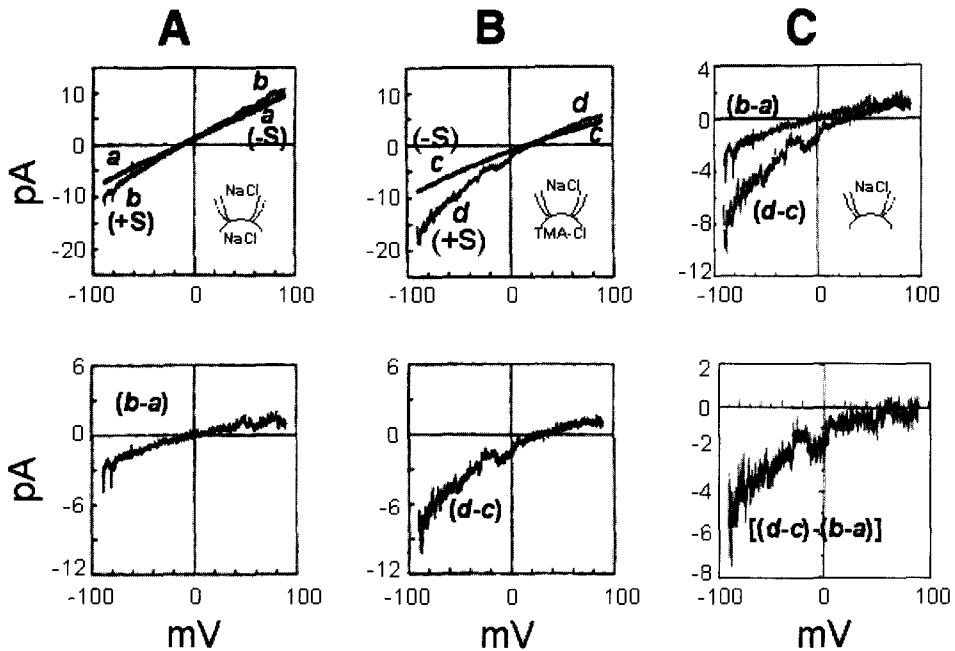 A B C
10
0
-10
-20
pA
-100 0 100
b
a
(-S)
a
b
(+S)
NaCl
NaCl
10
0
-10
-20
-100 0 100
(-S)
c
d
(+S)
d
c
NaCl
TMA-Cl
4
0
-4
-8
-12
-100 0 100
(b-a)
(d-c)
NaCl
6
0
-6
-12
pA
(b-a)
-100 0 100
mV
6
0
-6
-12
(d-c)
-100 0 100
mV
2
0
-2
-4
-6
-8
[(d-c)-(b-a)]
-100 0 100
mV